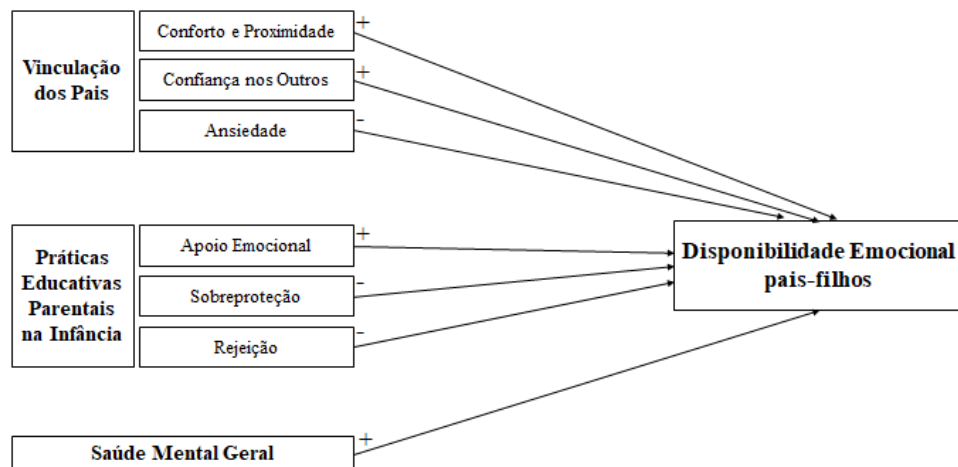 Vinculação
dos Pais
Conforto e Proximidade
+
Confiança nos Outros
+
Ansiedade
-
Práticas
Educativas
Parentais
na Infância
Apoio Emocional
+
Sobreproteção
-
Rejeição
-
Saúde Mental Geral
+
Disponibilidade Emocional
pais-filhos